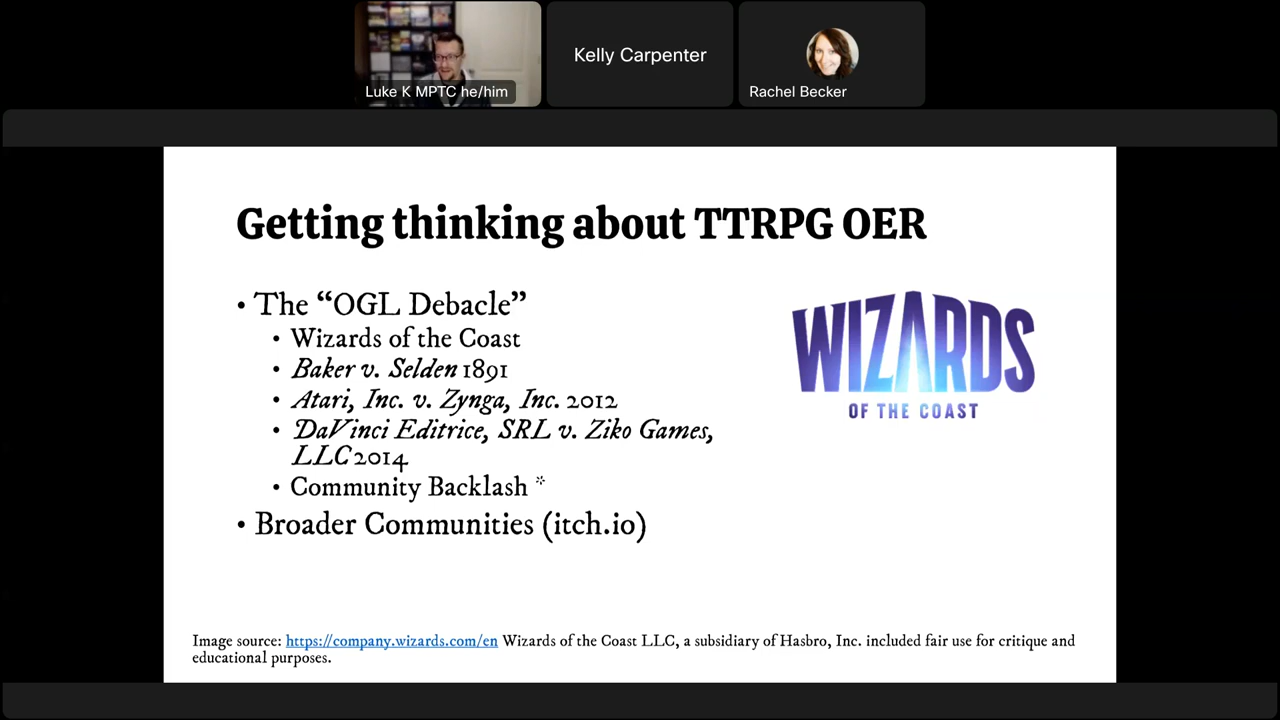 Luke K MPTC he/him
Kelly Carpenter
Rachel Becker
Getting thinking about TTRPG OER
• The “OGL Debacle”
• Wizards of the Coast
• Baker v. Selden 1891
• Atari, Inc. v. Zynga, Inc. 2012
• DaVinci Editrice, SRL v. Ziko Games,
LLC 2014
• Community Backlash *
• Broader Communities (itch.io)
WIZARDS
OF THE COAST
Image source: https://company.wizards.com/en Wizards of the Coast LLC, a subsidiary of Hasbro, Inc. included fair use for critique and
educational purposes.